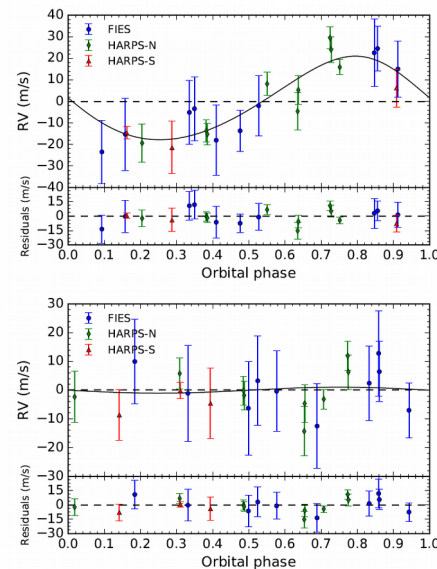 40
30
20
10
0
−10
−20
−30
−40
RV (m/s)
FIES
HARPS-N
HARPS-S
15
0
−15
−30
Residuals (m/s)
0.0 0.1 0.2 0.3 0.4 0.5 0.6 0.7 0.8 0.9 1.0
Orbital phase
30
20
10
0
−10
−20
−30
RV (m/s)
FIES
HARPS-N
HARPS-S
15
0
−15
−30
Residuals (m/s)
0.0 0.1 0.2 0.3 0.4 0.5 0.6 0.7 0.8 0.9 1.0
Orbital phase